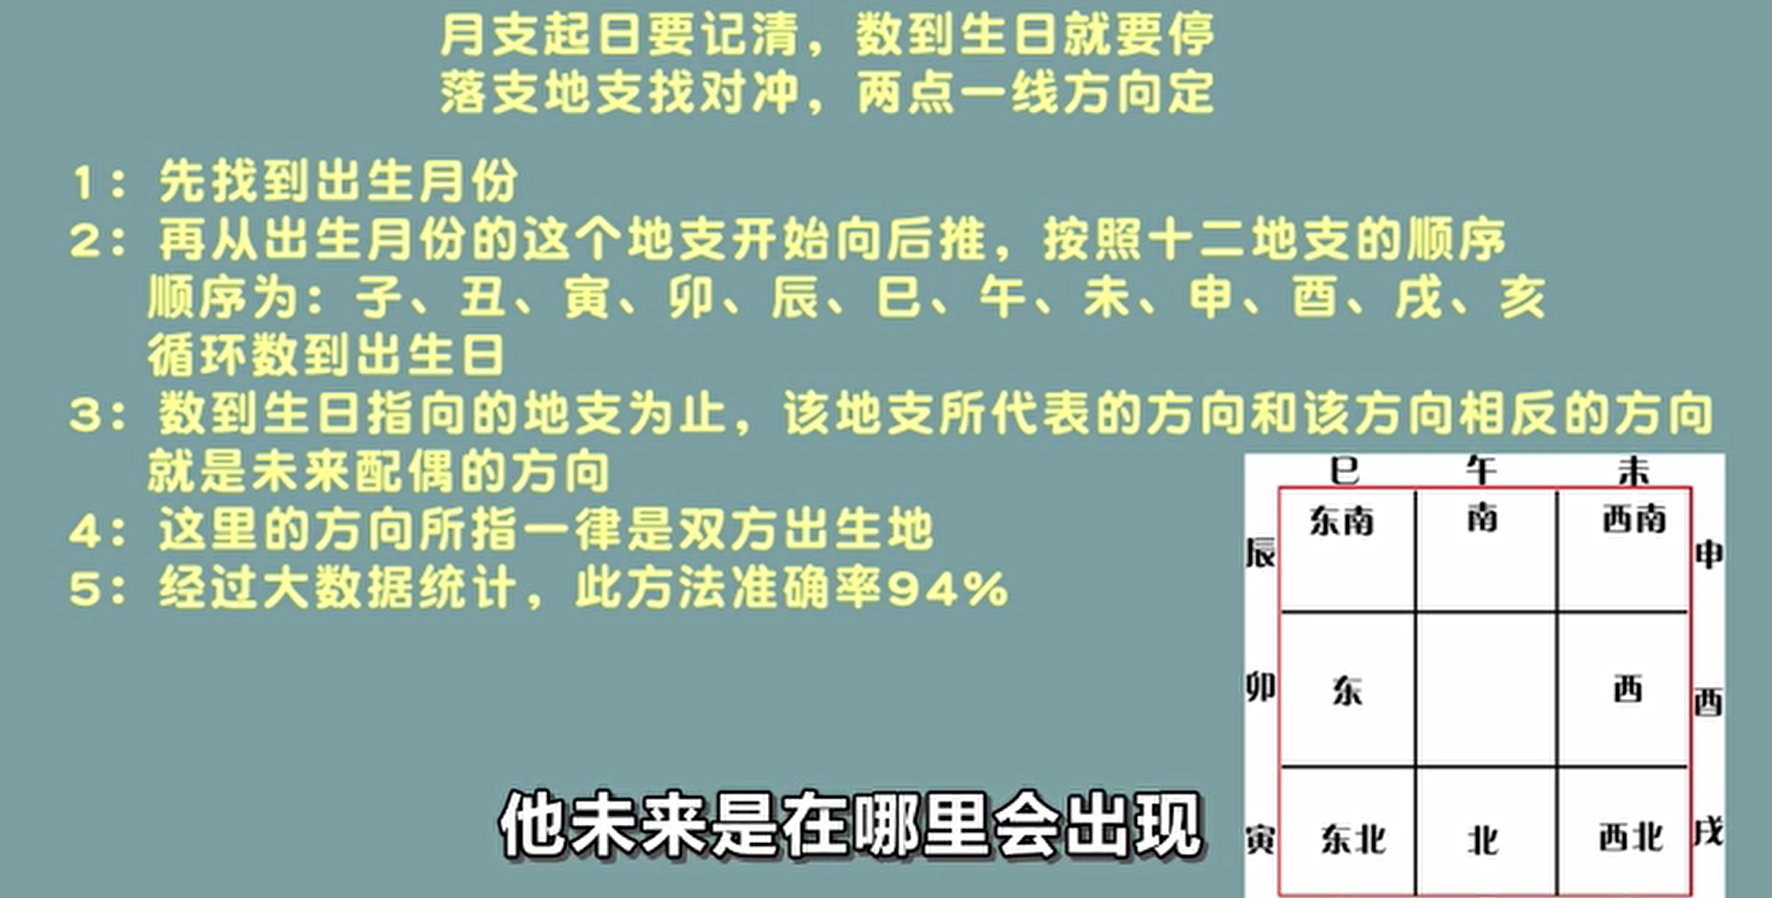 月支起日要记清，数到生日就要停
落支地支找对冲，两点一线方向定
1：先找到出生月份
2：再从出生月份的这个地支开始向后推，按照十二地支的顺序
顺序为：子、丑、寅、卯、辰、巳、午、未、申、酉、戌、亥
循环数到出生日
3：数到生日指向的地支为止，该地支所代表的方向和该方向相反的方向
就是未来配偶的方向
4：这里的方向所指一律是双方出生地
5：经过大数据统计，此方法准确率94%
巳 午 未
东南 南 西南
辰 申
卯 东 西 酉
寅 东北 北 西北 戌
他未来是在哪里会出现